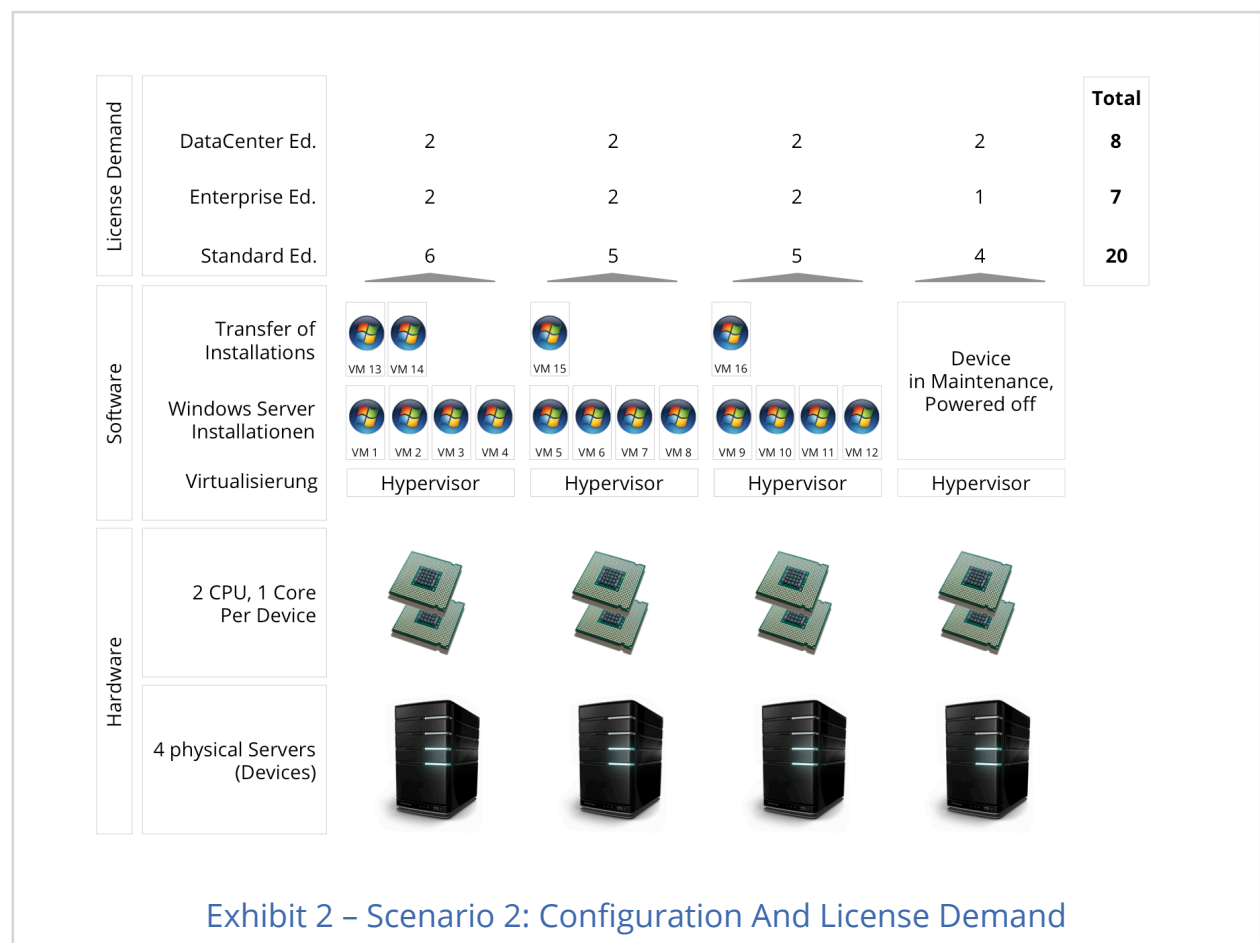 License Demand
Total
DataCenter Ed. 2 2 2 2 8
Enterprise Ed. 2 2 2 1 7
Standard Ed. 6 5 5 4 20
Software
Transfer of
Installations
VM 13 VM 14 VM 15 VM 16
Windows Server
Installationen
VM 1 VM 2 VM 3 VM 4 VM 5 VM 6 VM 7 VM 8 VM 9 VM 10 VM 11 VM 12
Device
in Maintenance,
Powered off
Virtualisierung Hypervisor Hypervisor Hypervisor Hypervisor
Hardware
2 CPU, 1 Core
Per Device
4 physical Servers
(Devices)
Exhibit 2 – Scenario 2: Configuration And License Demand